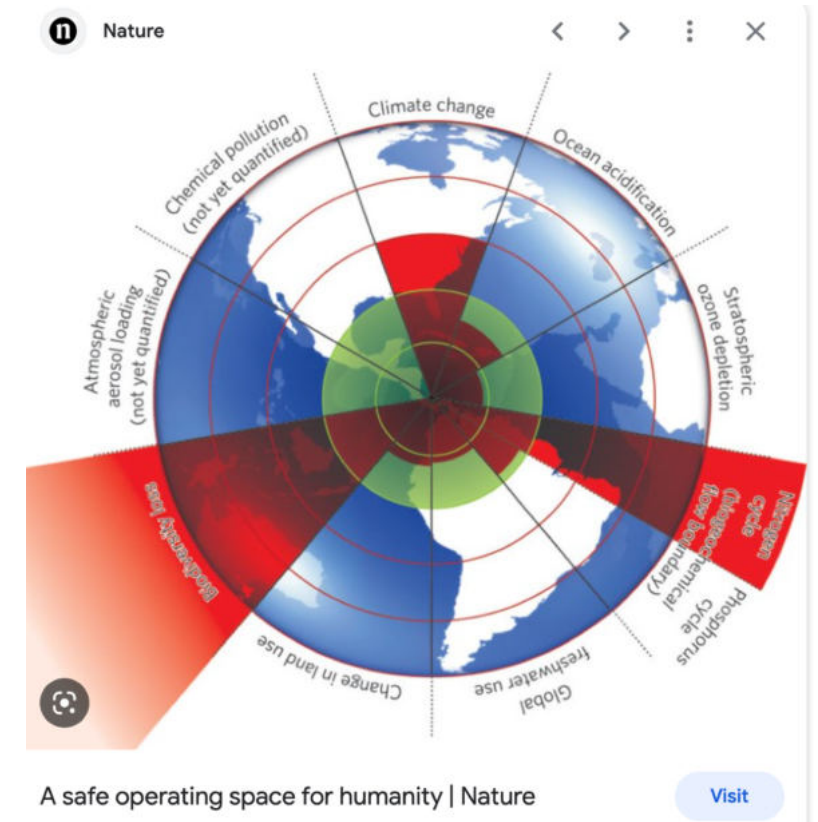 n Nature
Climate change
Ocean acidification
Stratospheric
ozone depletion
Nitrogen
cycle
(biogeochemical
flow boundary)
Phosphorus
cycle
Global
freshwater use
Change in land use
Biodiversity loss
Atmospheric
aerosol loading
(not yet quantified)
Chemical pollution
(not yet quantified)
A safe operating space for humanity | Nature
Visit